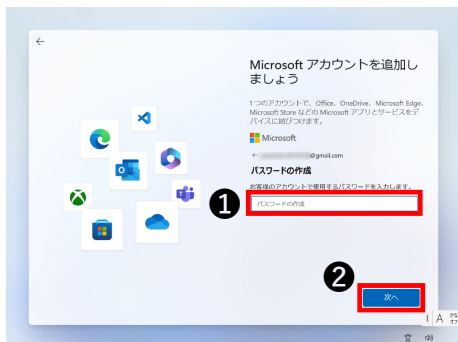 ←
Microsoft アカウントを追加し
ましょう
1 つのアカウントで、Office、OneDrive、Microsoft Edge、
Microsoft Store などの Microsoft アプリとサービスをデ
バイスに結びつけます。
Microsoft
← @gmail.com
パスワードの作成
お客様のアカウントで使用するパスワードを入力します。
❶
パスワードの作成
❷
次へ
A